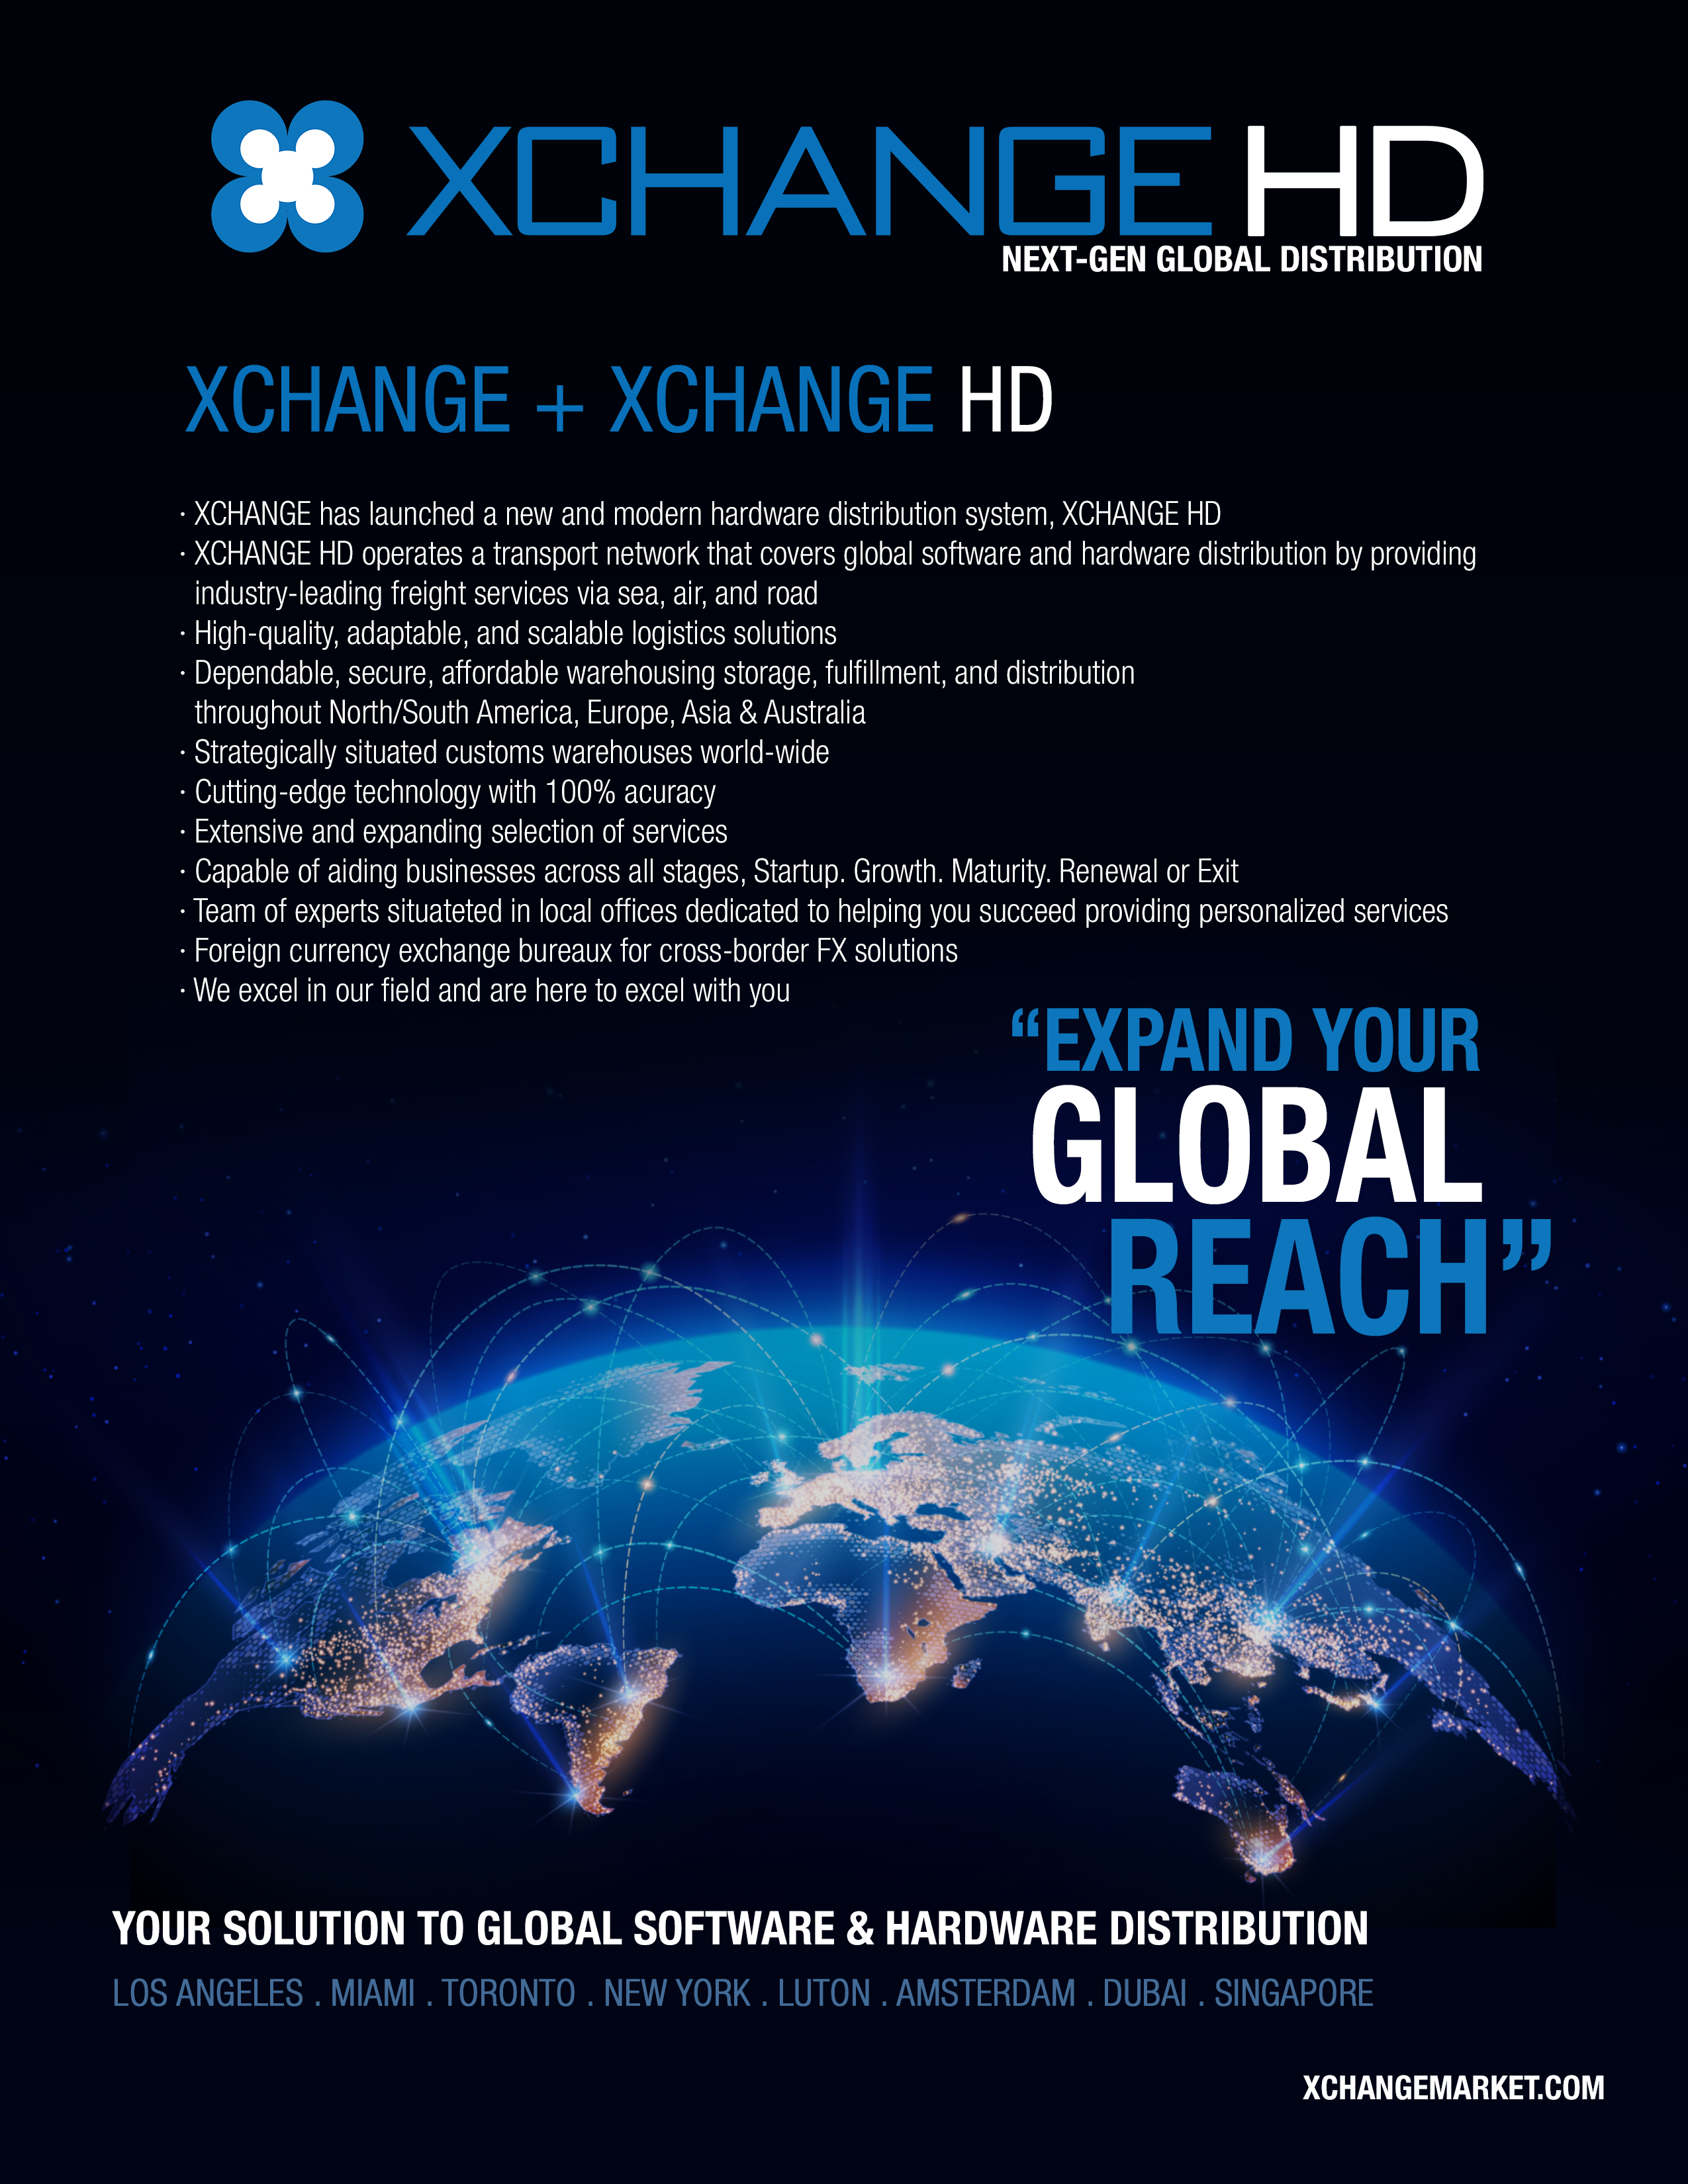 XCHANGE HD
NEXT-GEN GLOBAL DISTRIBUTION
XCHANGE + XCHANGE HD
· XCHANGE has launched a new and modern hardware distribution system, XCHANGE HD
· XCHANGE HD operates a transport network that covers global software and hardware distribution by providing
industry-leading freight services via sea, air, and road
· High-quality, adaptable, and scalable logistics solutions
· Dependable, secure, affordable warehousing storage, fulfillment, and distribution
throughout North/South America, Europe, Asia & Australia
· Strategically situated customs warehouses world-wide
· Cutting-edge technology with 100% acuracy
· Extensive and expanding selection of services
· Capable of aiding businesses across all stages, Startup. Growth. Maturity. Renewal or Exit
· Team of experts situateted in local offices dedicated to helping you succeed providing personalized services
· Foreign currency exchange bureaux for cross-border FX solutions
· We excel in our field and are here to excel with you
“EXPAND YOUR
GLOBAL
REACH”
YOUR SOLUTION TO GLOBAL SOFTWARE & HARDWARE DISTRIBUTION
LOS ANGELES . MIAMI . TORONTO . NEW YORK . LUTON . AMSTERDAM . DUBAI . SINGAPORE
XCHANGEMARKET.COM